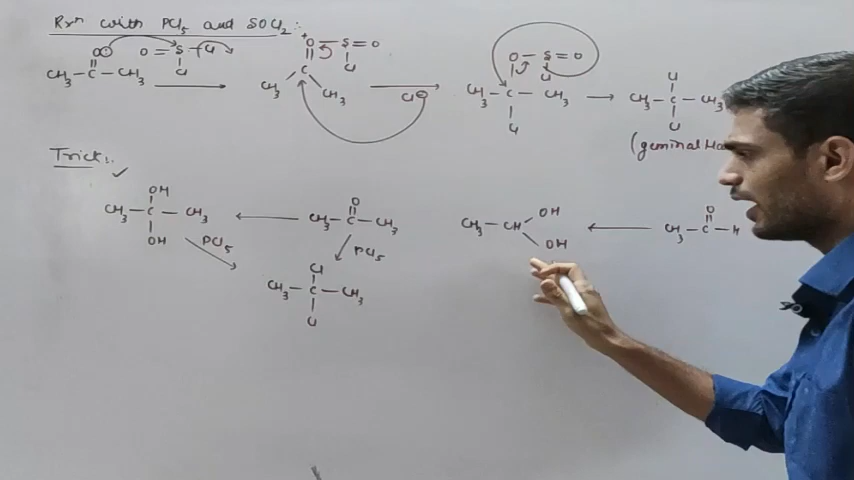 Rxn with PCl5 and SOCl2:-
O O=S-Cl
CH3-C-CH3 Cl
+O-S=O
Cl
C
CH3 CH3
Cl⊖
O-S=O
Cl
CH3-C-CH3
Cl
Cl
CH3-C-CH3
Cl
(geminal
Trick:-
OH
CH3-C-CH3
OH
PCl5
O
CH3-C-CH3
PCl5
Cl
CH3-C-CH3
Cl
CH3-CH OH
OH
O
CH3-C-H